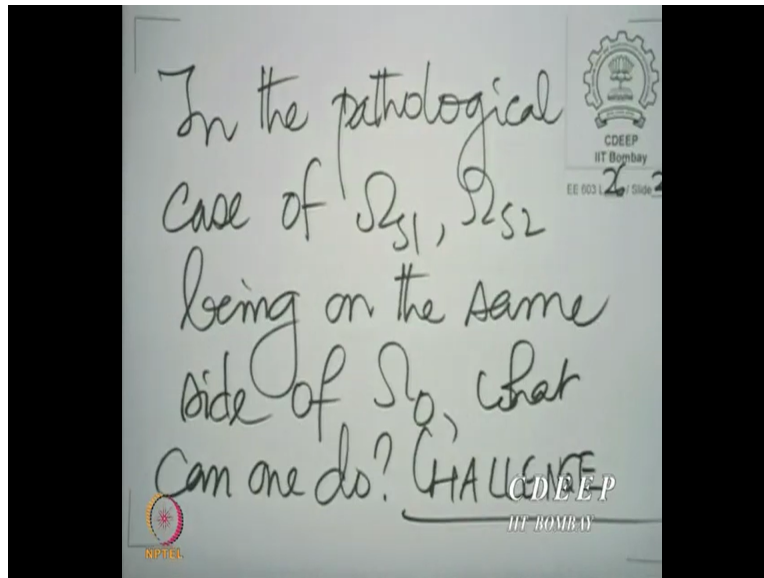 In the pathological
case of Ωs1, Ωs2
being on the same
side of Ω0, what
can one do? CHALLENGE
CDEEP
IIT Bombay
EE 603 L 26 / Slide 2
CDEEP
IIT BOMBAY
NPTEL